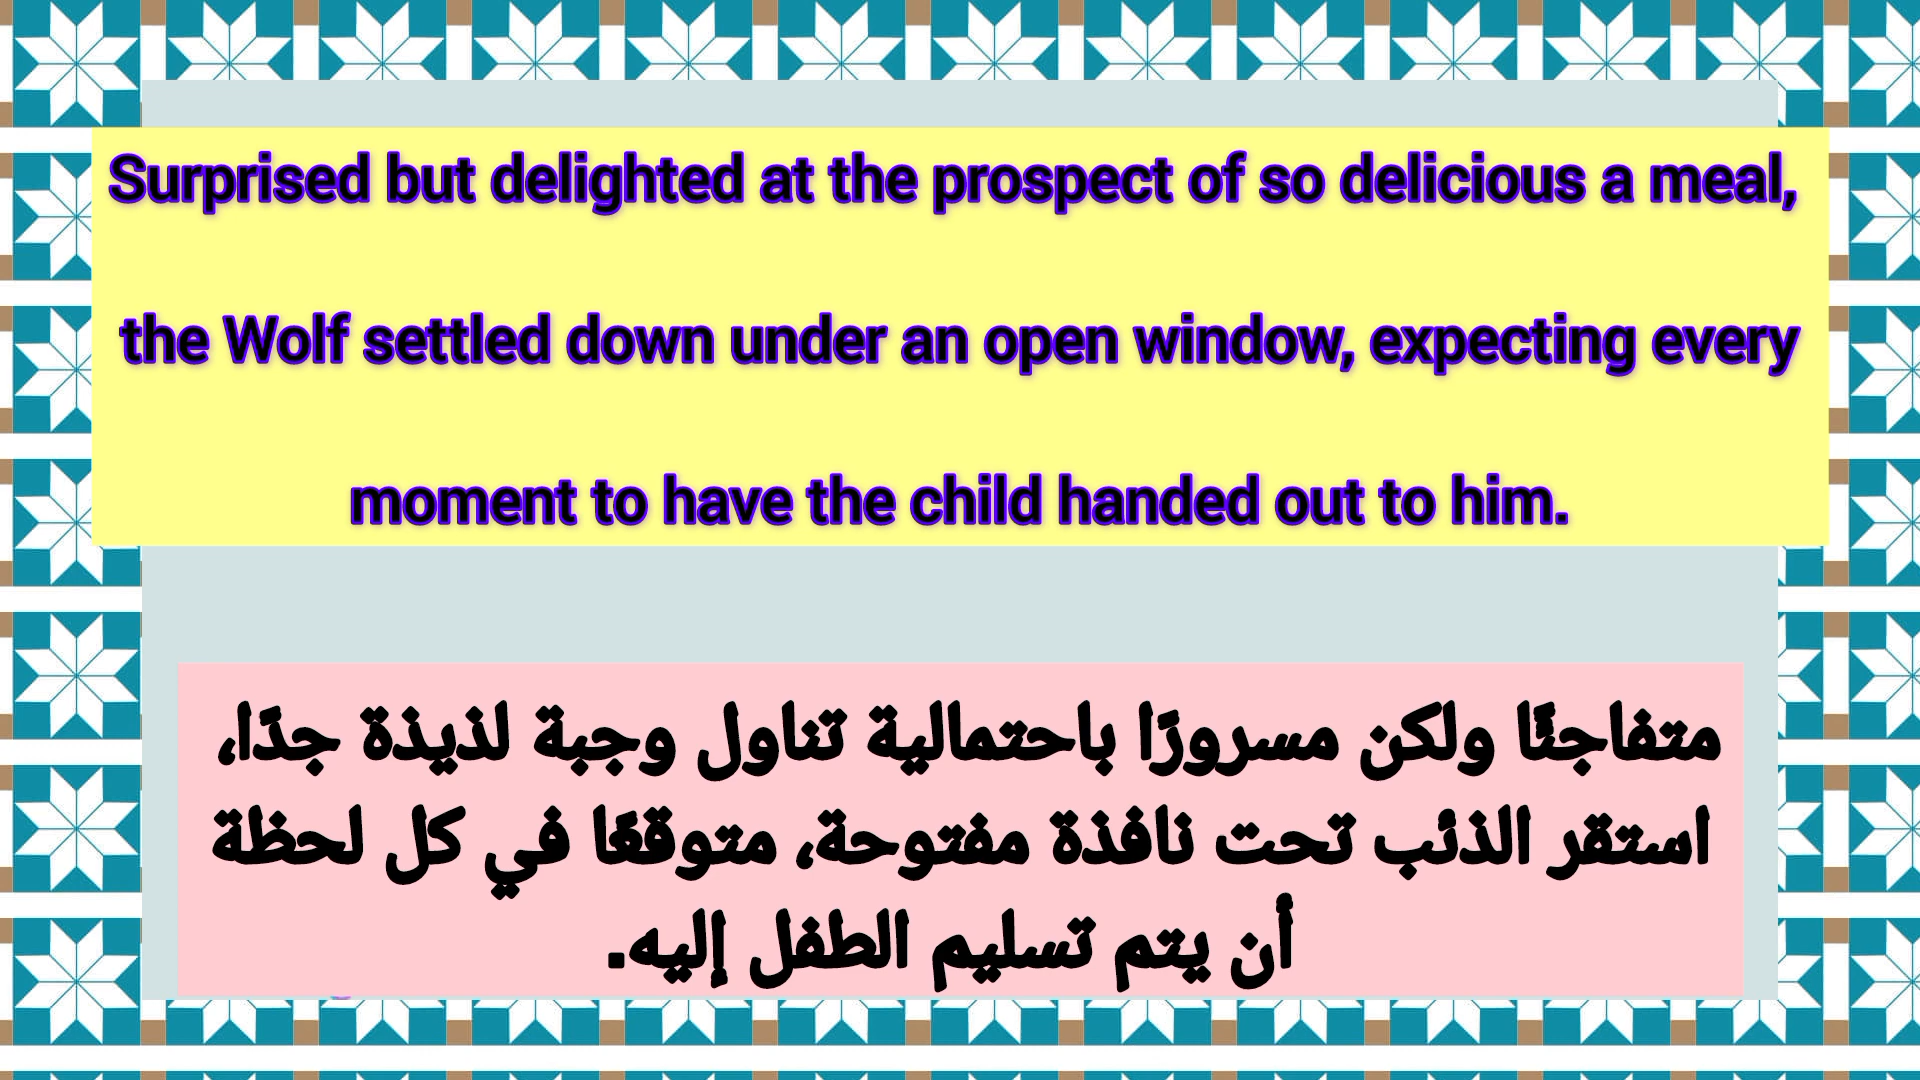 Surprised but delighted at the prospect of so delicious a meal,
the Wolf settled down under an open window, expecting every
moment to have the child handed out to him.
متفاجئًا ولكن مسرورًا باحتمالية تناول وجبة لذيذة جدًا،
استقر الذئب تحت نافذة مفتوحة، متوقعًا في كل لحظة
أن يتم تسليم الطفل إليه.